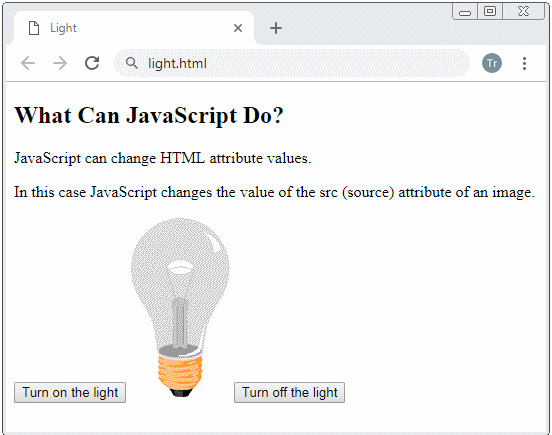 Light
light.html
Tr
What Can JavaScript Do?
JavaScript can change HTML attribute values.
In this case JavaScript changes the value of the src (source) attribute of an image.
Turn on the light
Turn off the light